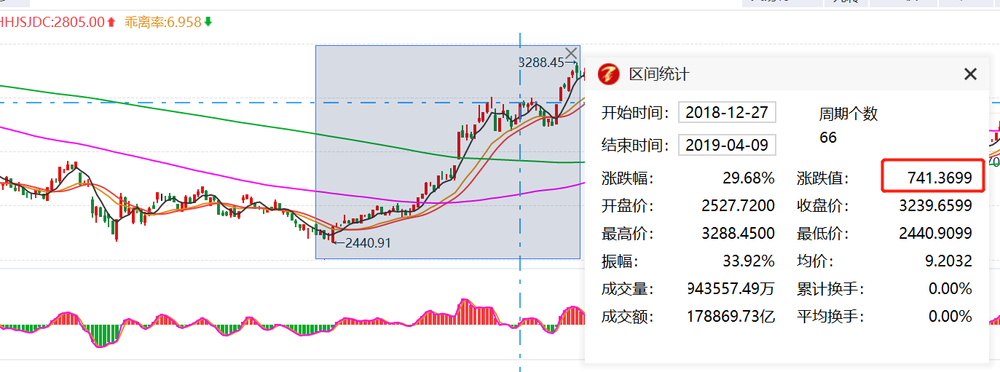 HHJSJDC:2805.00 乖离率:6.958
3288.45→
←2440.91
区间统计
开始时间: 2018-12-27 周期个数
结束时间: 2019-04-09 66
涨跌幅: 29.68% 涨跌值: 741.3699
开盘价: 2527.7200 收盘价: 3239.6599
最高价: 3288.4500 最低价: 2440.9099
振幅: 33.92% 均价: 9.2032
成交量: 943557.49万 累计换手: 0.00%
成交额: 178869.73亿 平均换手: 0.00%